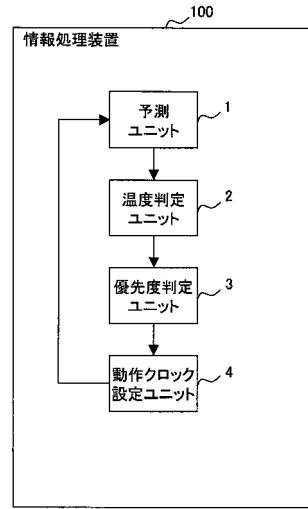 100
情報処理装置
予測
ユニット
1
温度判定
ユニット
2
優先度判定
ユニット
3
動作クロック
設定ユニット
4